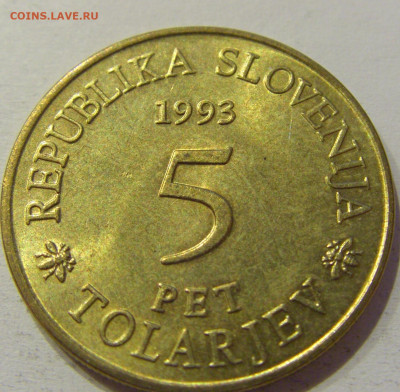 COINS.LAVE.RU
REPUBLIKA SLOVENIJA
1993
5
PET
TOLARJEV